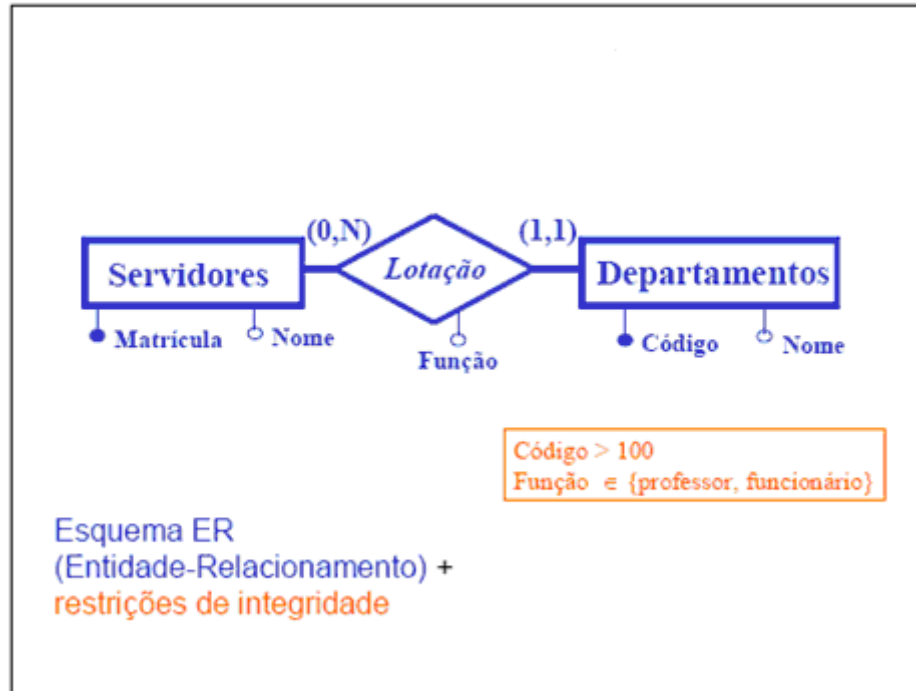 (0,N)
(1,1)
Servidores
Lotação
Departamentos
Matrícula
Nome
Função
Código
Nome
Código > 100
Função ∈ {professor, funcionário}
Esquema ER
(Entidade-Relacionamento) +
restrições de integridade